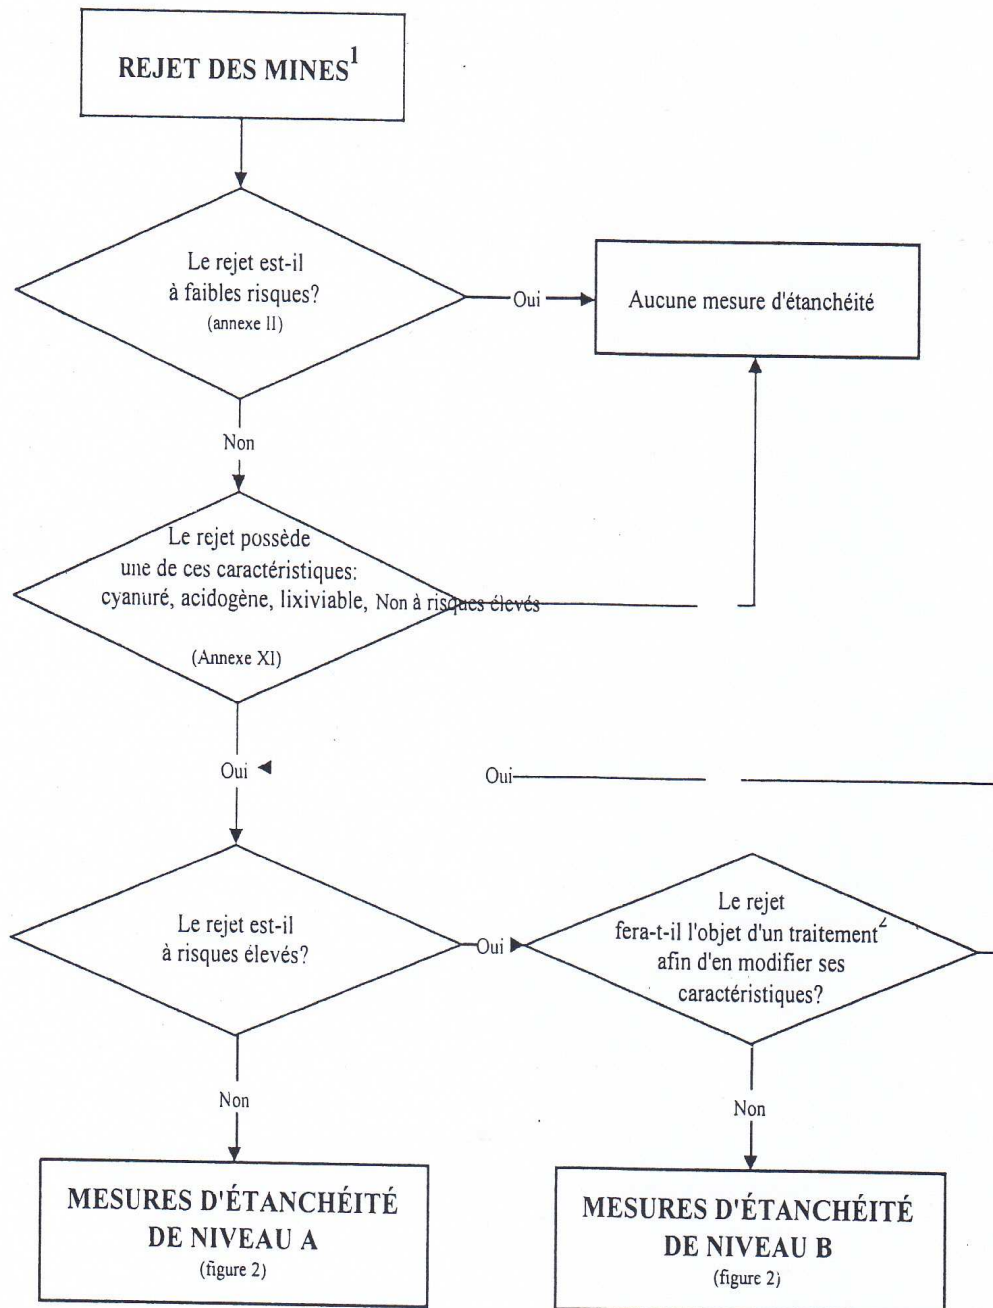 REJET DES MINES1
Le rejet est-il
à faibles risques?
(annexe II)
Oui
Aucune mesure d'étanchéité
Non
Le rejet possède
une de ces caractéristiques:
cyanuré, acidogène, lixiviable, Non à risques élevés
(Annexe XI)
Oui
Oui
Le rejet est-il
à risques élevés?
Oui
Le rejet
fera-t-il l'objet d'un traitement2
afin d'en modifier ses
caractéristiques?
Non
Non
MESURES D'ÉTANCHÉITÉ
DE NIVEAU A
(figure 2)
MESURES D'ÉTANCHÉITÉ
DE NIVEAU B
(figure 2)